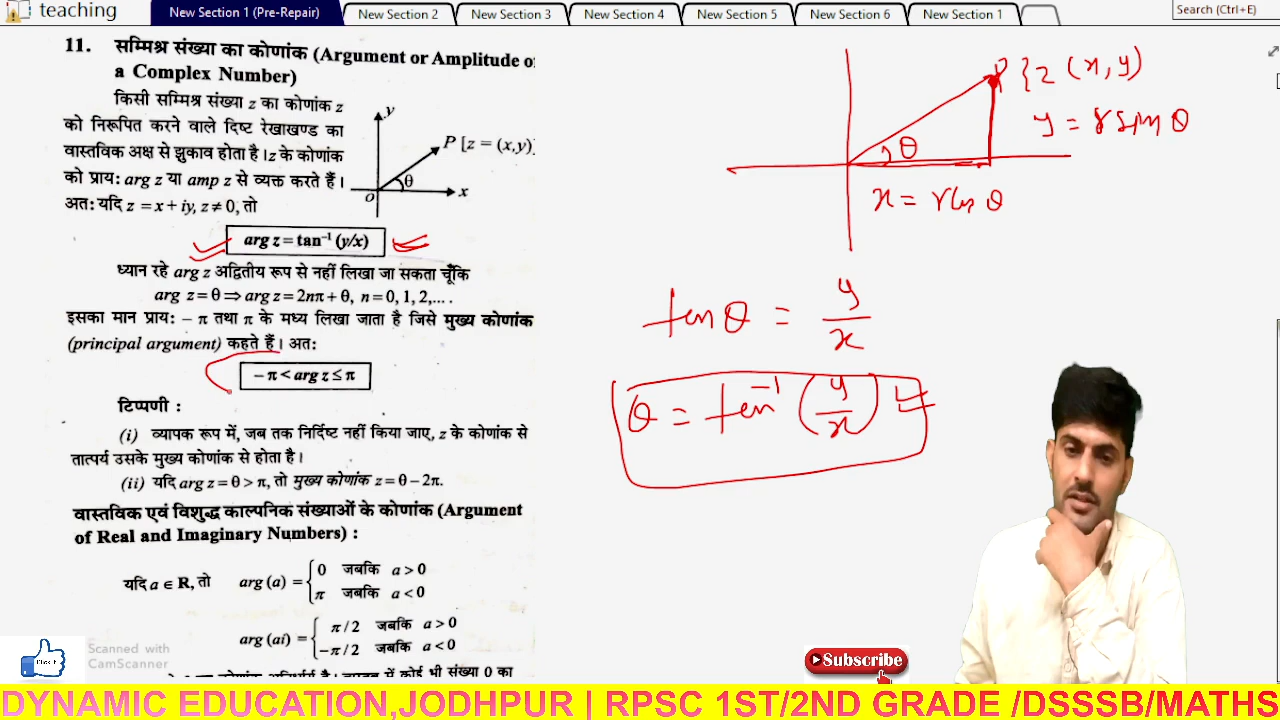 teaching
New Section 1 (Pre-Repair)
New Section 2
New Section 3
New Section 4
New Section 5
New Section 6
New Section 1
Search (Ctrl+E)
11. सम्मिश्र संख्या का कोणांक (Argument or Amplitude of
a Complex Number)
किसी सम्मिश्र संख्या z का कोणांक z
को निरूपित करने वाले दिष्ट रेखाखण्ड का
वास्तविक अक्ष से झुकाव होता है। z के कोणांक
को प्राय: arg z या amp z से व्यक्त करते हैं।
अत: यदि z = x + iy, z ≠ 0, तो
y
P [z = (x,y)]
θ
O
x
arg z = tan⁻¹ (y/x)
ध्यान रहे arg z अद्वितीय रूप से नहीं लिखा जा सकता चूँकि
arg z = θ ⇒ arg z = 2nπ + θ, n = 0, 1, 2,... .
इसका मान प्राय: – π तथा π के मध्य लिखा जाता है जिसे मुख्य कोणांक
(principal argument) कहते हैं। अत:
– π < arg z ≤ π
टिप्पणी :
(i) व्यापक रूप में, जब तक निर्दिष्ट नहीं किया जाए, z के कोणांक से
तात्पर्य उसके मुख्य कोणांक से होता है।
(ii) यदि arg z = θ > π, तो मुख्य कोणांक z = θ – 2π.
वास्तविक एवं विशुद्ध काल्पनिक संख्याओं के कोणांक (Argument
of Real and Imaginary Numbers) :
यदि a ∈ R, तो arg (a) = { 0 जबकि a > 0
π जबकि a < 0
arg (ai) = { π / 2 जबकि a > 0
–π / 2 जबकि a < 0
कोई भी संख्या 0 का
Scanned with
CamScanner
P {z (x, y)
y = r sin θ
θ
x = r cos θ
tan θ = y/x
θ = tan⁻¹ (y/x)
Subscribe
DYNAMIC EDUCATION,JODHPUR | RPSC 1ST/2ND GRADE /DSSSB/MATHS